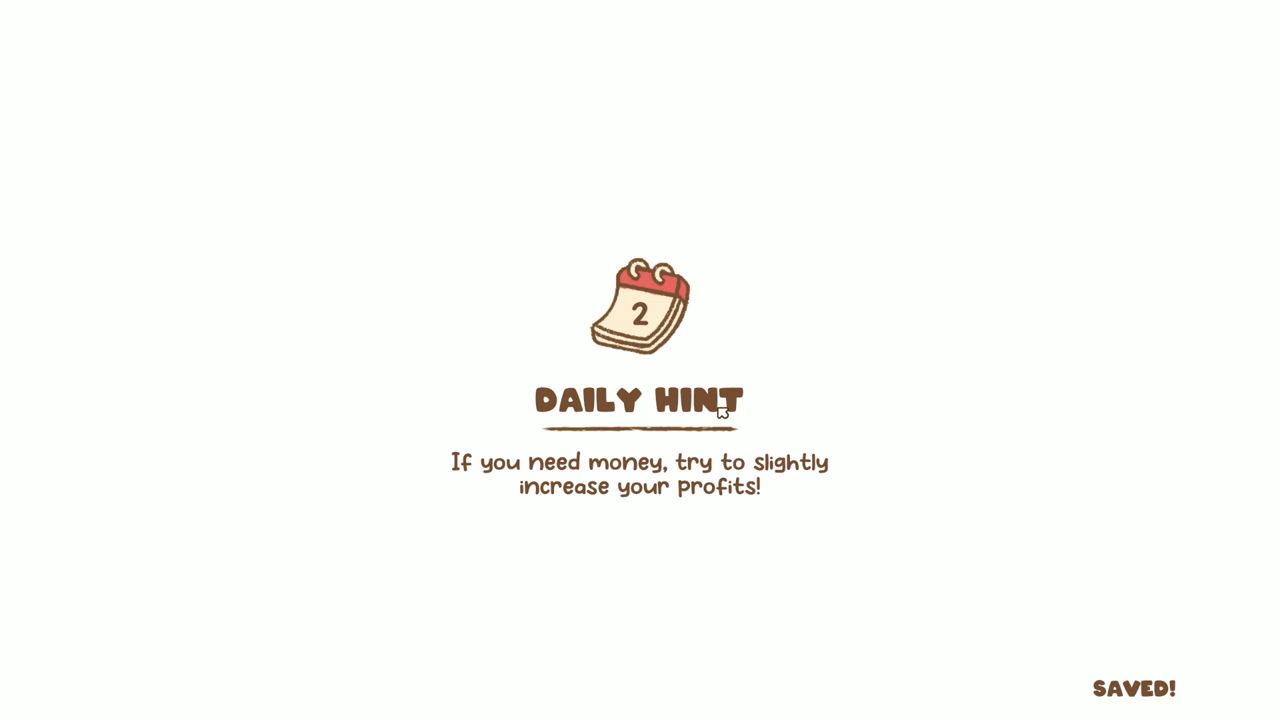 2
DAILY HINT
If you need money, try to slightly
increase your profits!
SAVED!